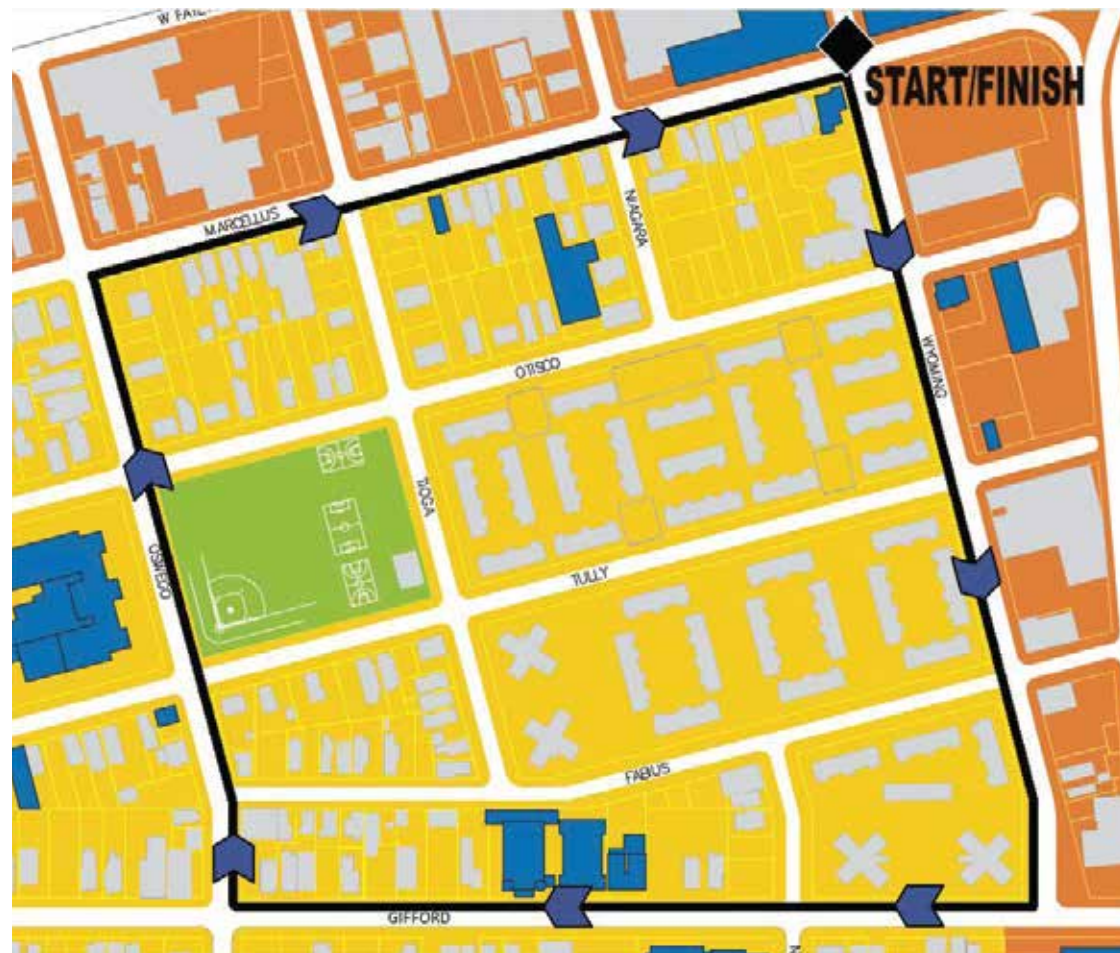 START/FINISH
MARCELLUS
NIAGARA
OTISCO
WYOMING
TIOGA
OSWEGO
TULLY
FABIUS
GIFFORD